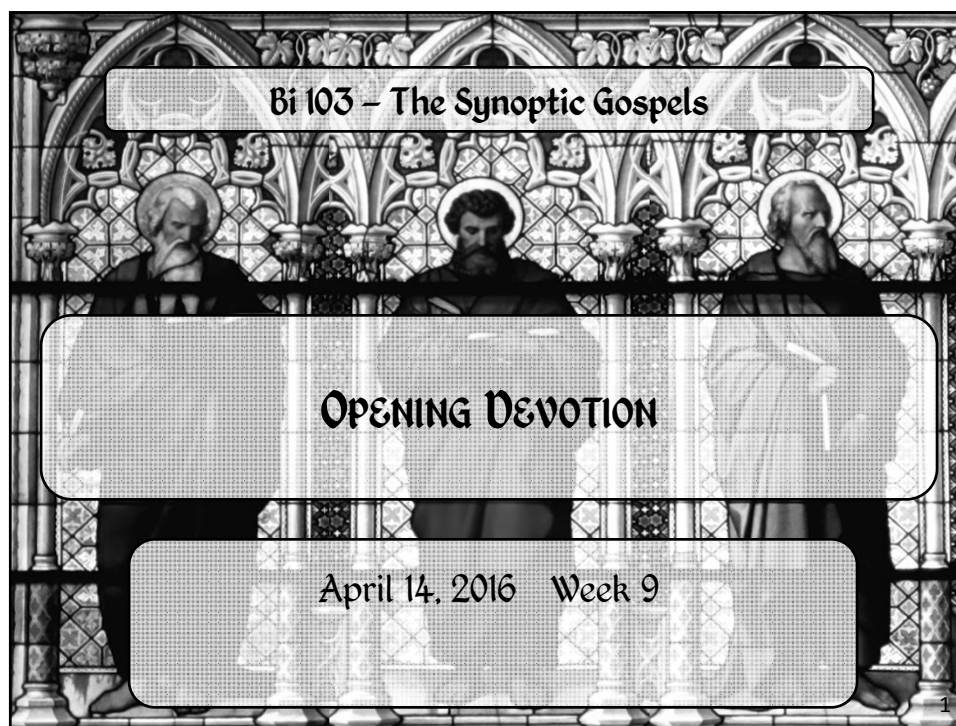 Bi 103 – The Synoptic Gospels
Opening Devotion
April 14, 2016 Week 9
1